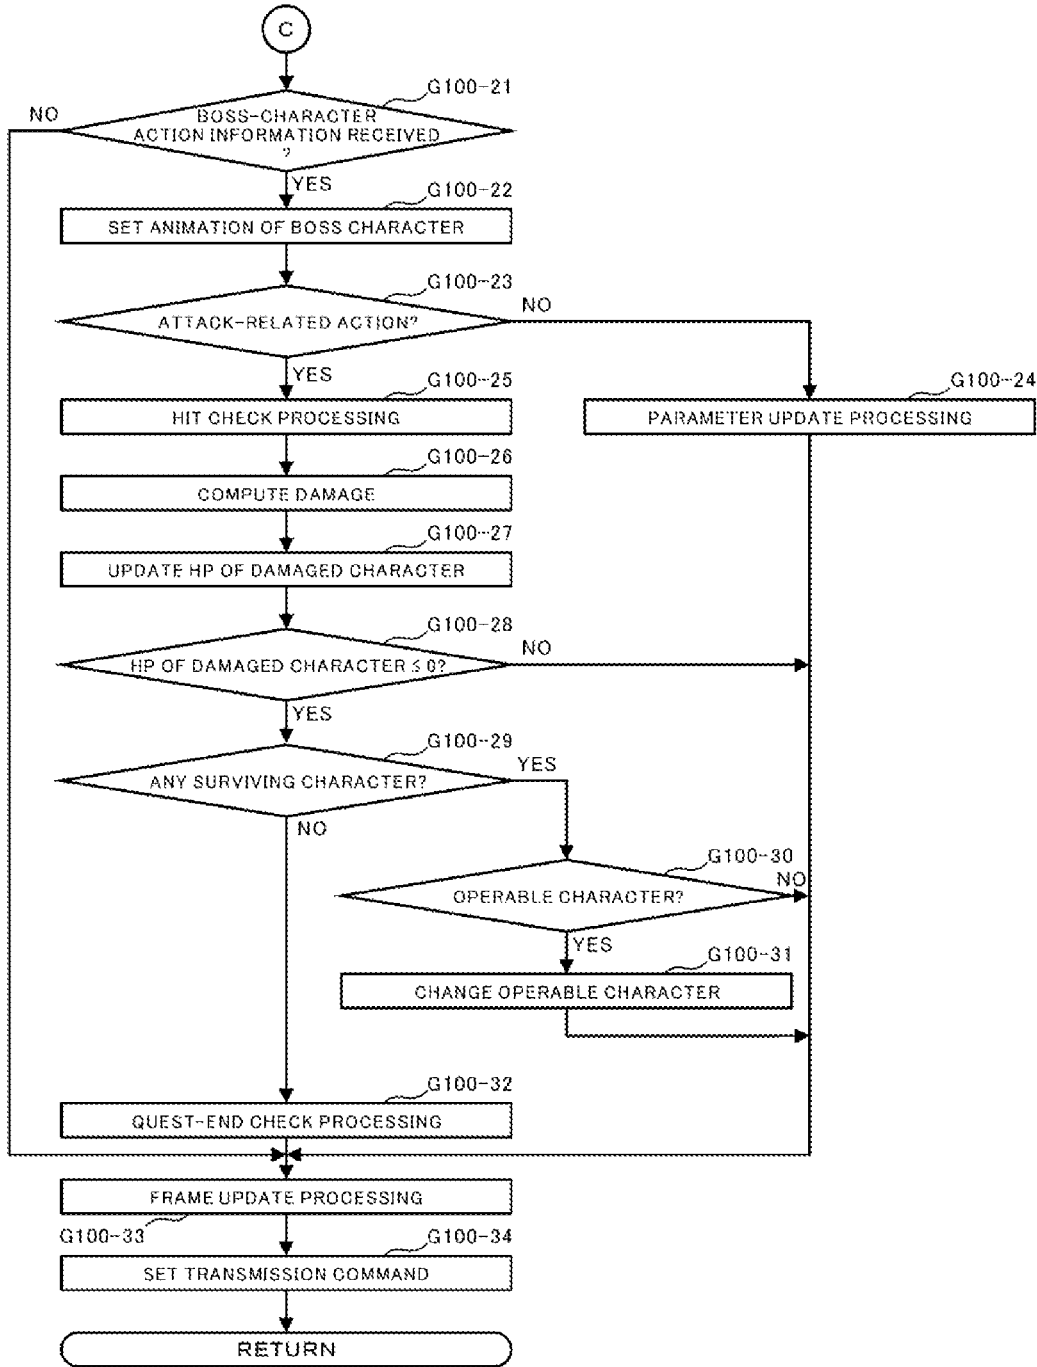 C
G100-21
NO
BOSS-CHARACTER
ACTION INFORMATION RECEIVED
?
YES
G100-22
SET ANIMATION OF BOSS CHARACTER
G100-23
NO
ATTACK-RELATED ACTION?
YES
G100-25
G100-24
HIT CHECK PROCESSING
PARAMETER UPDATE PROCESSING
G100-26
COMPUTE DAMAGE
G100-27
UPDATE HP OF DAMAGED CHARACTER
G100-28
NO
HP OF DAMAGED CHARACTER ≤ 0?
YES
G100-29
YES
ANY SURVIVING CHARACTER?
NO
G100-30
NO
OPERABLE CHARACTER?
YES
G100-31
CHANGE OPERABLE CHARACTER
G100-32
QUEST-END CHECK PROCESSING
FRAME UPDATE PROCESSING
G100-33
G100-34
SET TRANSMISSION COMMAND
RETURN